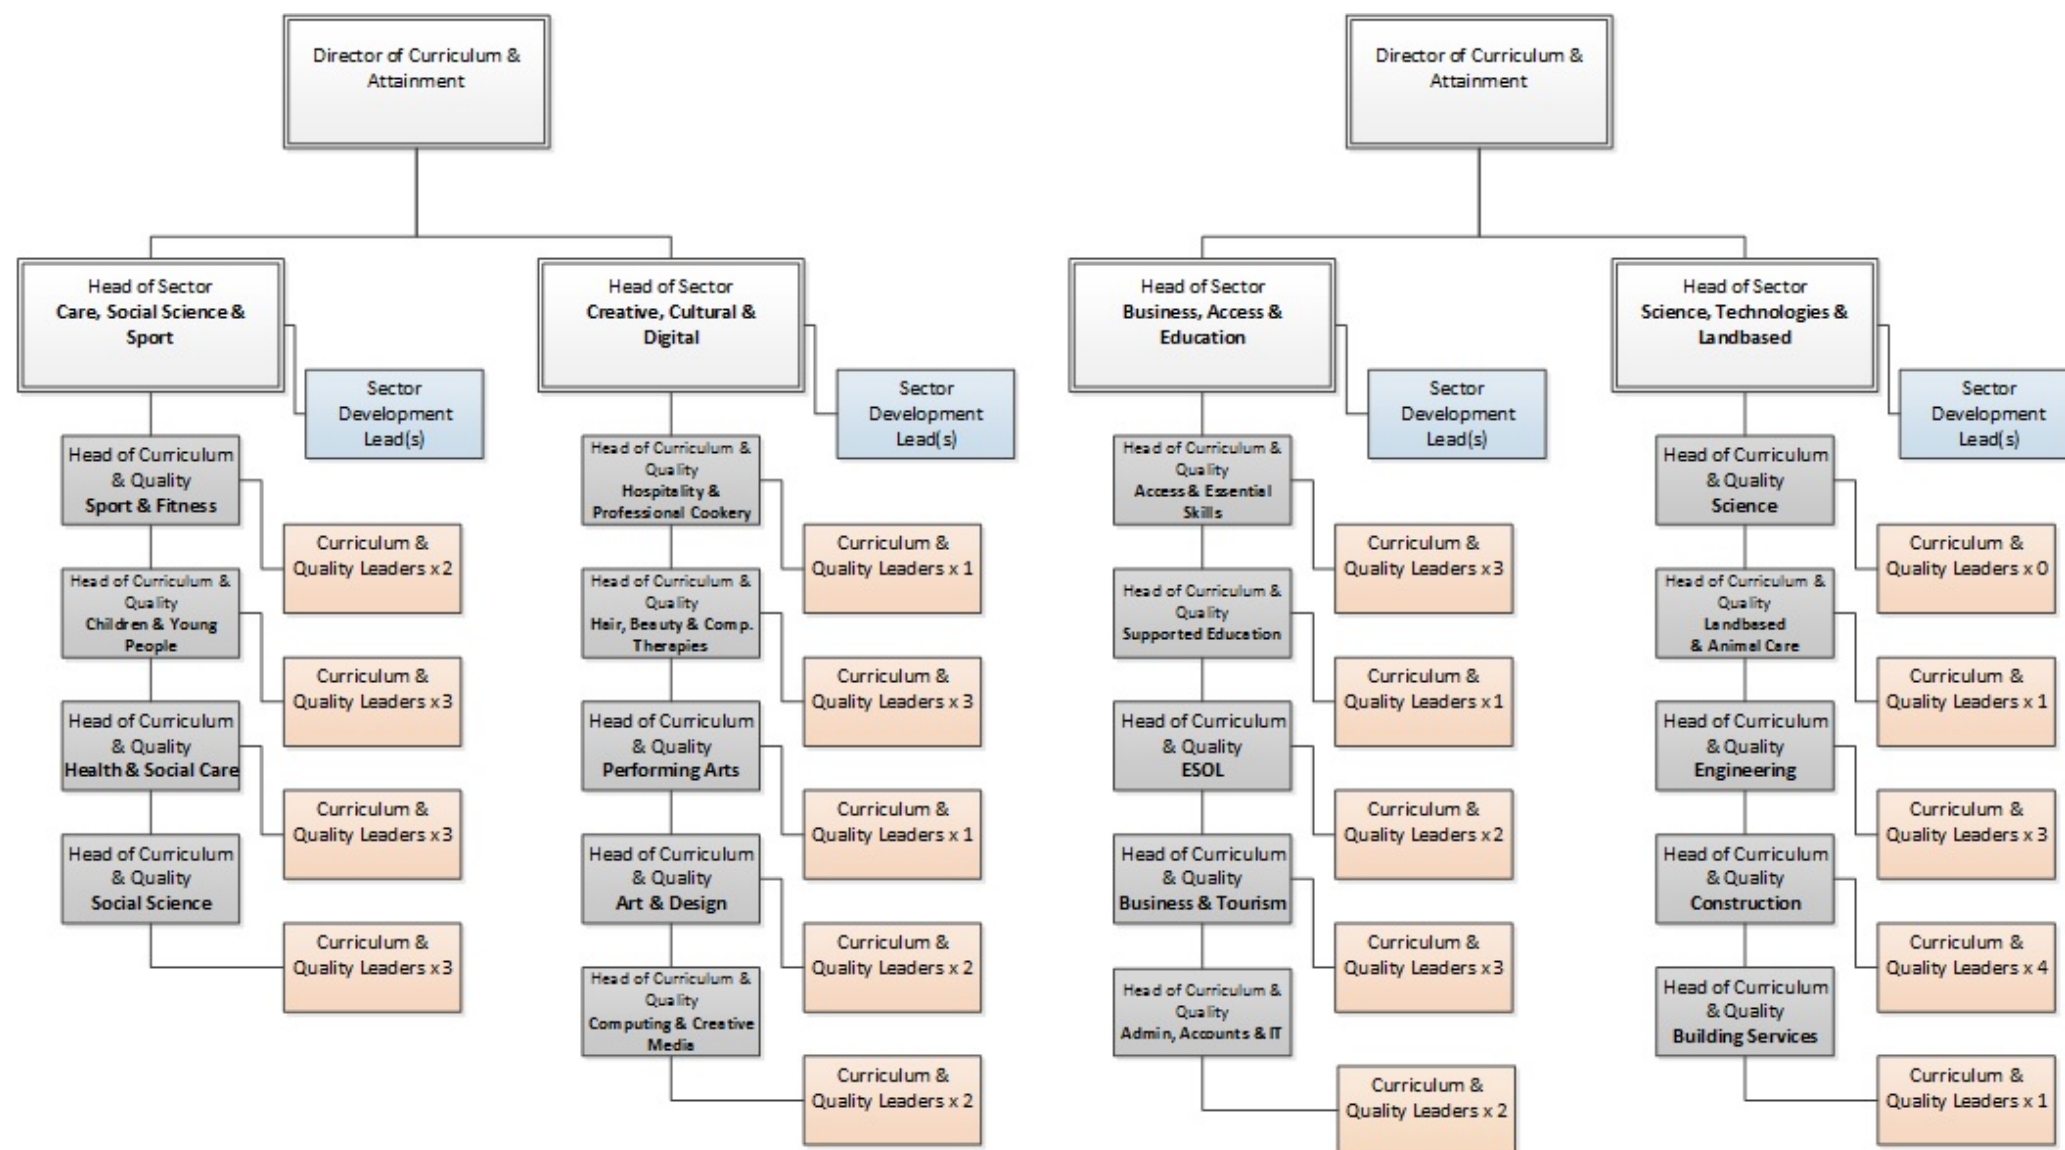 Director of Curriculum &
Attainment
Head of Sector
Care, Social Science &
Sport
Sector
Development
Lead(s)
Head of Curriculum
& Quality
Sport & Fitness
Curriculum &
Quality Leaders x 2
Head of Curriculum &
Quality
Children & Young
People
Curriculum &
Quality Leaders x 3
Head of Curriculum
& Quality
Health & Social Care
Curriculum &
Quality Leaders x 3
Head of Curriculum
& Quality
Social Science
Curriculum &
Quality Leaders x 3
Head of Sector
Creative, Cultural &
Digital
Sector
Development
Lead(s)
Head of Curriculum &
Quality
Hospitality &
Professional Cookery
Curriculum &
Quality Leaders x 1
Head of Curriculum &
Quality
Hair, Beauty & Comp.
Therapies
Curriculum &
Quality Leaders x 3
Head of Curriculum
& Quality
Performing Arts
Curriculum &
Quality Leaders x 1
Head of Curriculum
& Quality
Art & Design
Curriculum &
Quality Leaders x 2
Head of Curriculum &
Quality
Computing & Creative
Media
Curriculum &
Quality Leaders x 2
Director of Curriculum &
Attainment
Head of Sector
Business, Access &
Education
Sector
Development
Lead(s)
Head of Curriculum &
Quality
Access & Essential
Skills
Curriculum &
Quality Leaders x 3
Head of Curriculum &
Quality
Supported Education
Curriculum &
Quality Leaders x 1
Head of Curriculum
& Quality
ESOL
Curriculum &
Quality Leaders x 2
Head of Curriculum
& Quality
Business & Tourism
Curriculum &
Quality Leaders x 3
Head of Curriculum &
Quality
Admin, Accounts & IT
Curriculum &
Quality Leaders x 2
Head of Sector
Science, Technologies &
Landbased
Sector
Development
Lead(s)
Head of Curriculum
& Quality
Science
Curriculum &
Quality Leaders x 0
Head of Curriculum &
Quality
Landbased
& Animal Care
Curriculum &
Quality Leaders x 1
Head of Curriculum
& Quality
Engineering
Curriculum &
Quality Leaders x 3
Head of Curriculum
& Quality
Construction
Curriculum &
Quality Leaders x 4
Head of Curriculum
& Quality
Building Services
Curriculum &
Quality Leaders x 1